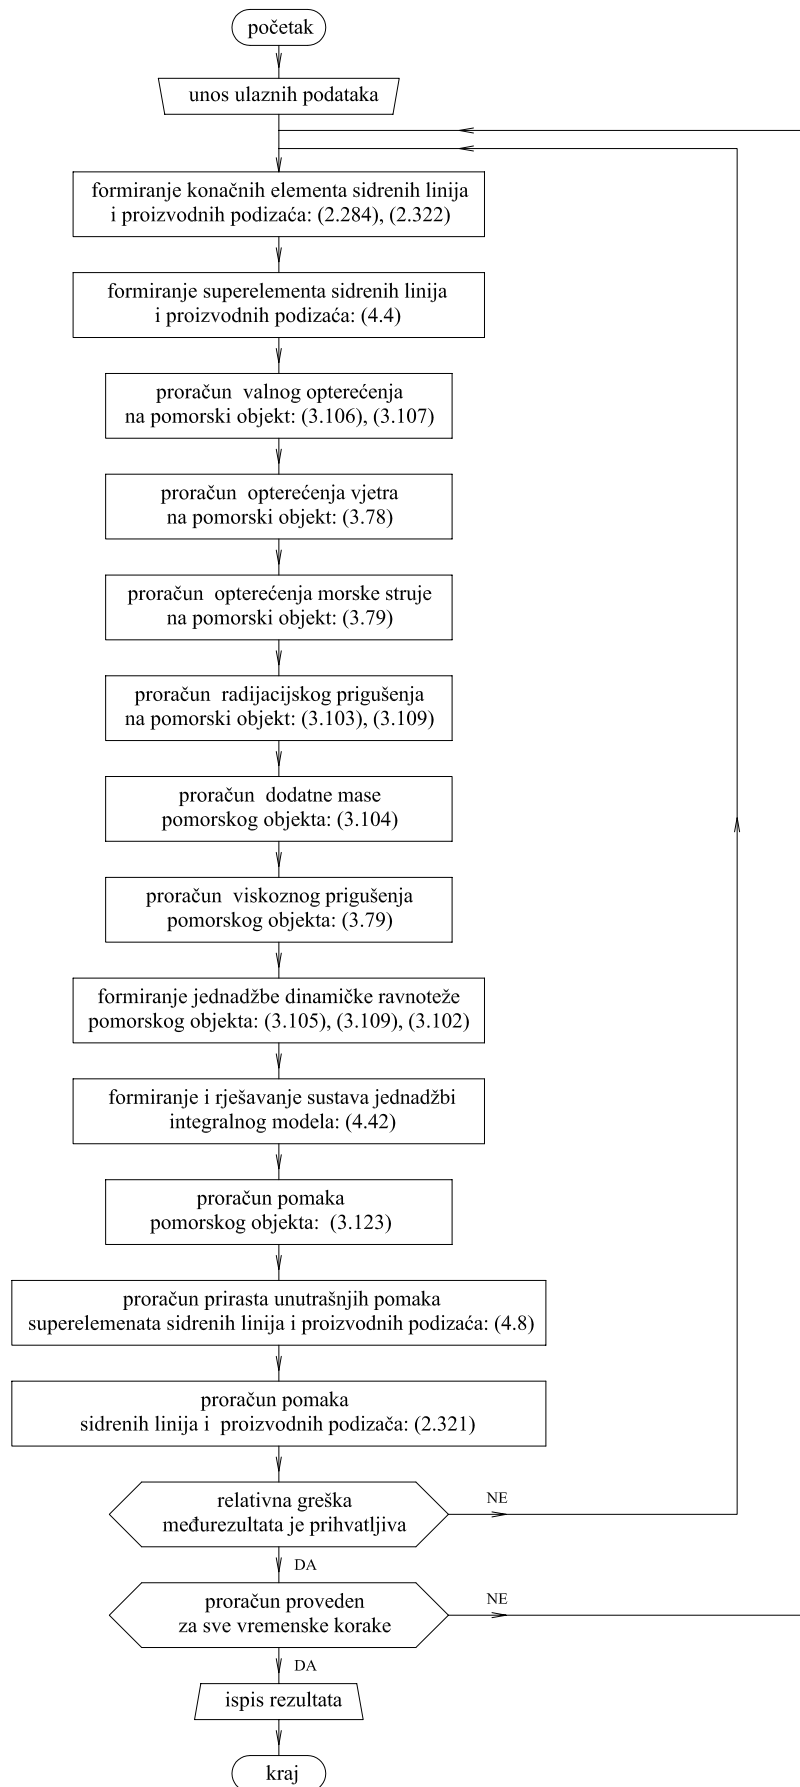 početak
unos ulaznih podataka
formiranje konačnih elementa sidrenih linija
i proizvodnih podizaća: (2.284), (2.322)
formiranje superelementa sidrenih linija
i proizvodnih podizaća: (4.4)
proračun valnog opterećenja
na pomorski objekt: (3.106), (3.107)
proračun opterećenja vjetra
na pomorski objekt: (3.78)
proračun opterećenja morske struje
na pomorski objekt: (3.79)
proračun radijacijskog prigušenja
na pomorski objekt: (3.103), (3.109)
proračun dodatne mase
pomorskog objekta: (3.104)
proračun viskoznog prigušenja
pomorskog objekta: (3.79)
formiranje jednadžbe dinamičke ravnoteže
pomorskog objekta: (3.105), (3.109), (3.102)
formiranje i rješavanje sustava jednadžbi
integralnog modela: (4.42)
proračun pomaka
pomorskog objekta: (3.123)
proračun prirasta unutrašnjih pomaka
superelemenata sidrenih linija i proizvodnih podizaća: (4.8)
proračun pomaka
sidrenih linija i proizvodnih podizača: (2.321)
relativna greška
međurezultata je prihvatljiva
NE
DA
proračun proveden
za sve vremenske korake
NE
DA
ispis rezultata
kraj